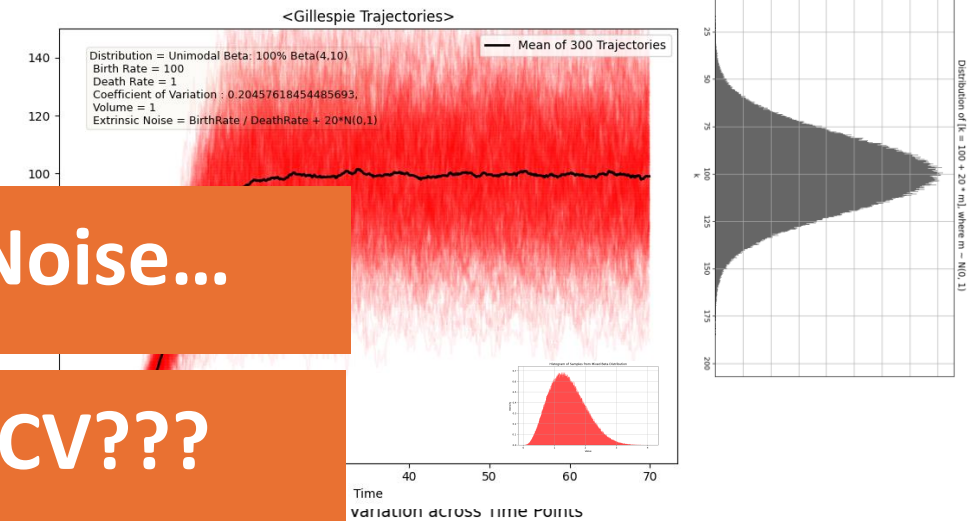 <Gillespie Trajectories>
Mean of 300 Trajectories
Distribution = Unimodal Beta: 100% Beta(4,10)
Birth Rate = 100
Death Rate = 1
Coefficient of Variation : 0.20457618454485693,
Volume = 1
Extrinsic Noise = BirthRate / DeathRate + 20*N(0,1)
140
120
100
Noise...
CV???
40
50
60
70
Time
Variation across Time Points
Distribution of [k = 100 + 20 * m], where m ~ N(0, 1)
25
50
75
100
125
150
175
200
k